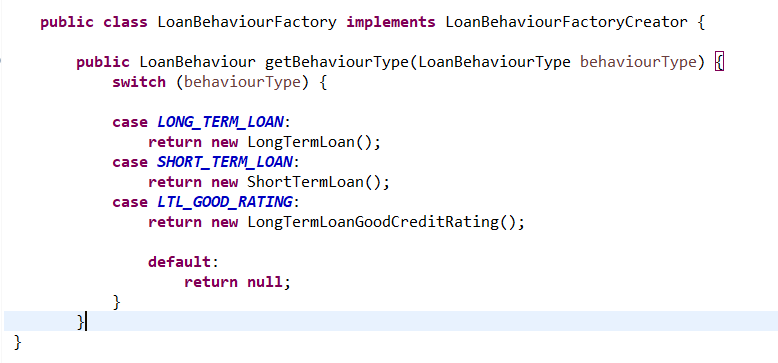 public class LoanBehaviourFactory implements LoanBehaviourFactoryCreator {
public LoanBehaviour getBehaviourType(LoanBehaviourType behaviourType) {
switch (behaviourType) {
case LONG_TERM_LOAN:
return new LongTermLoan();
case SHORT_TERM_LOAN:
return new ShortTermLoan();
case LTL_GOOD_RATING:
return new LongTermLoanGoodCreditRating();
default:
return null;
}
}
}